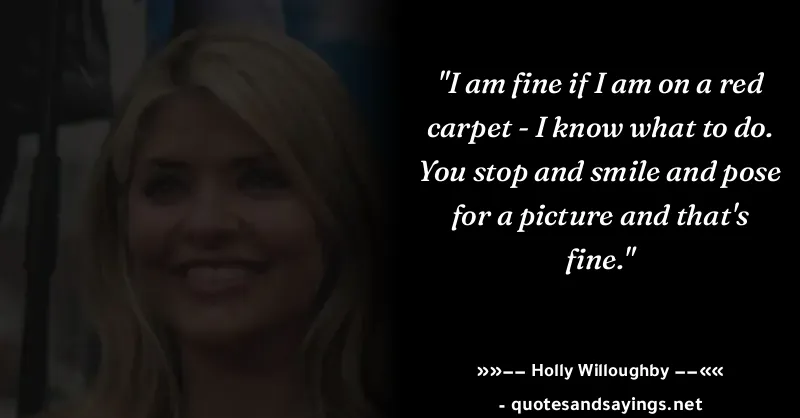 "I am fine if I am on a red
carpet - I know what to do.
You stop and smile and pose
for a picture and that's
fine."
»»–– Holly Willoughby ––««
- quotesandsayings.net